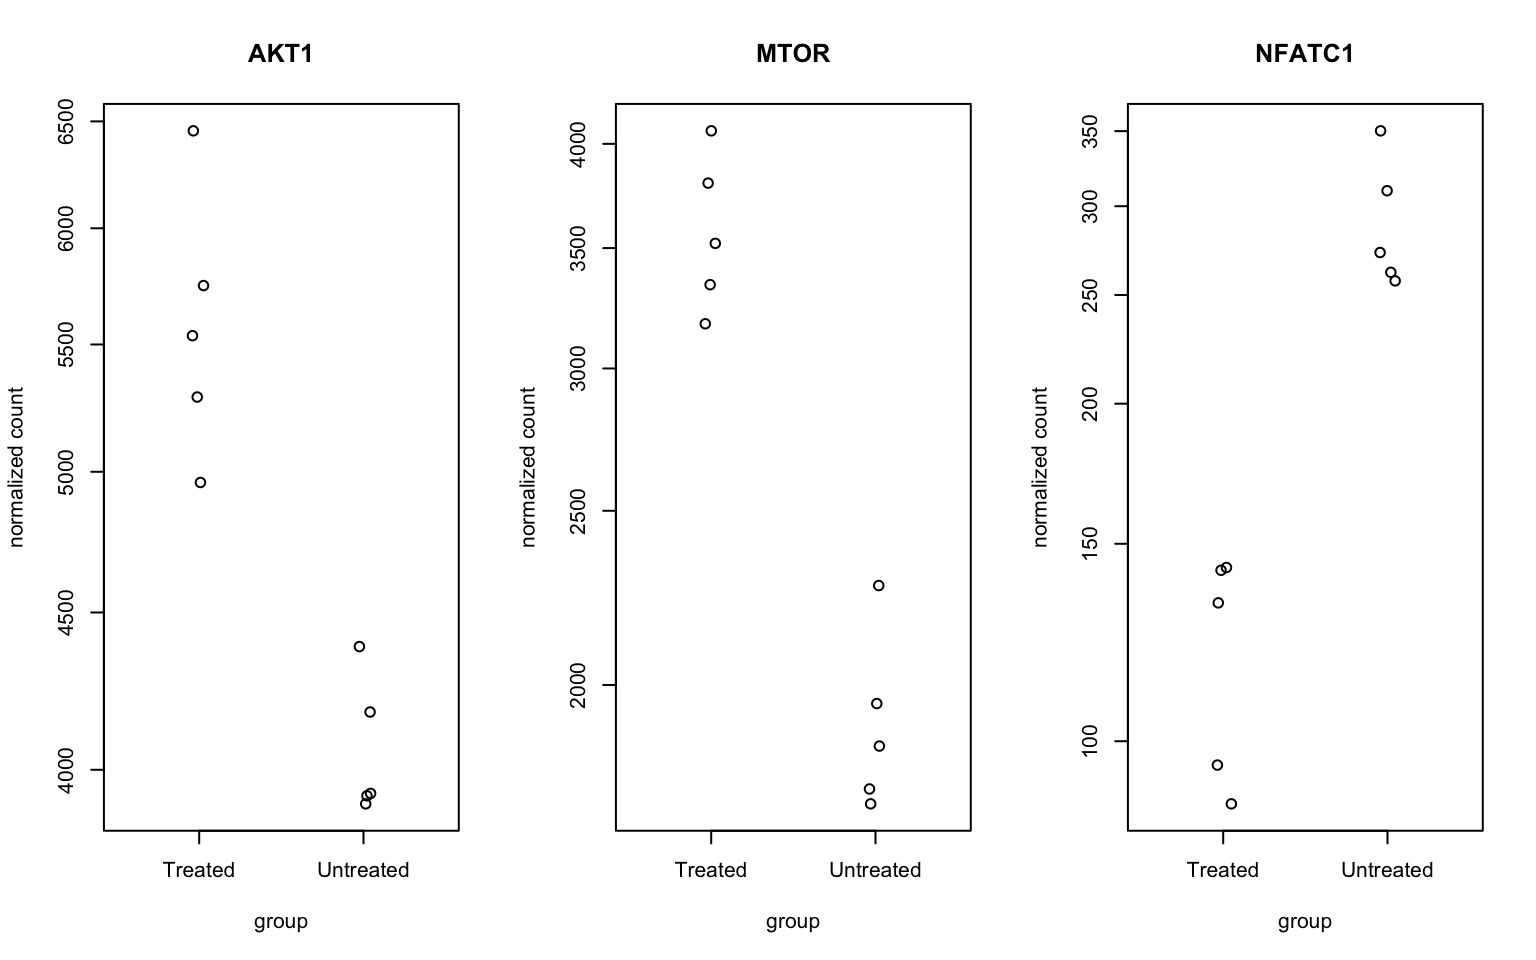 AKT1
normalized count
6500
6000
5500
5000
4500
4000
Treated Untreated
group
MTOR
normalized count
4000
3500
3000
2500
2000
Treated Untreated
group
NFATC1
normalized count
350
300
250
200
150
100
Treated Untreated
group